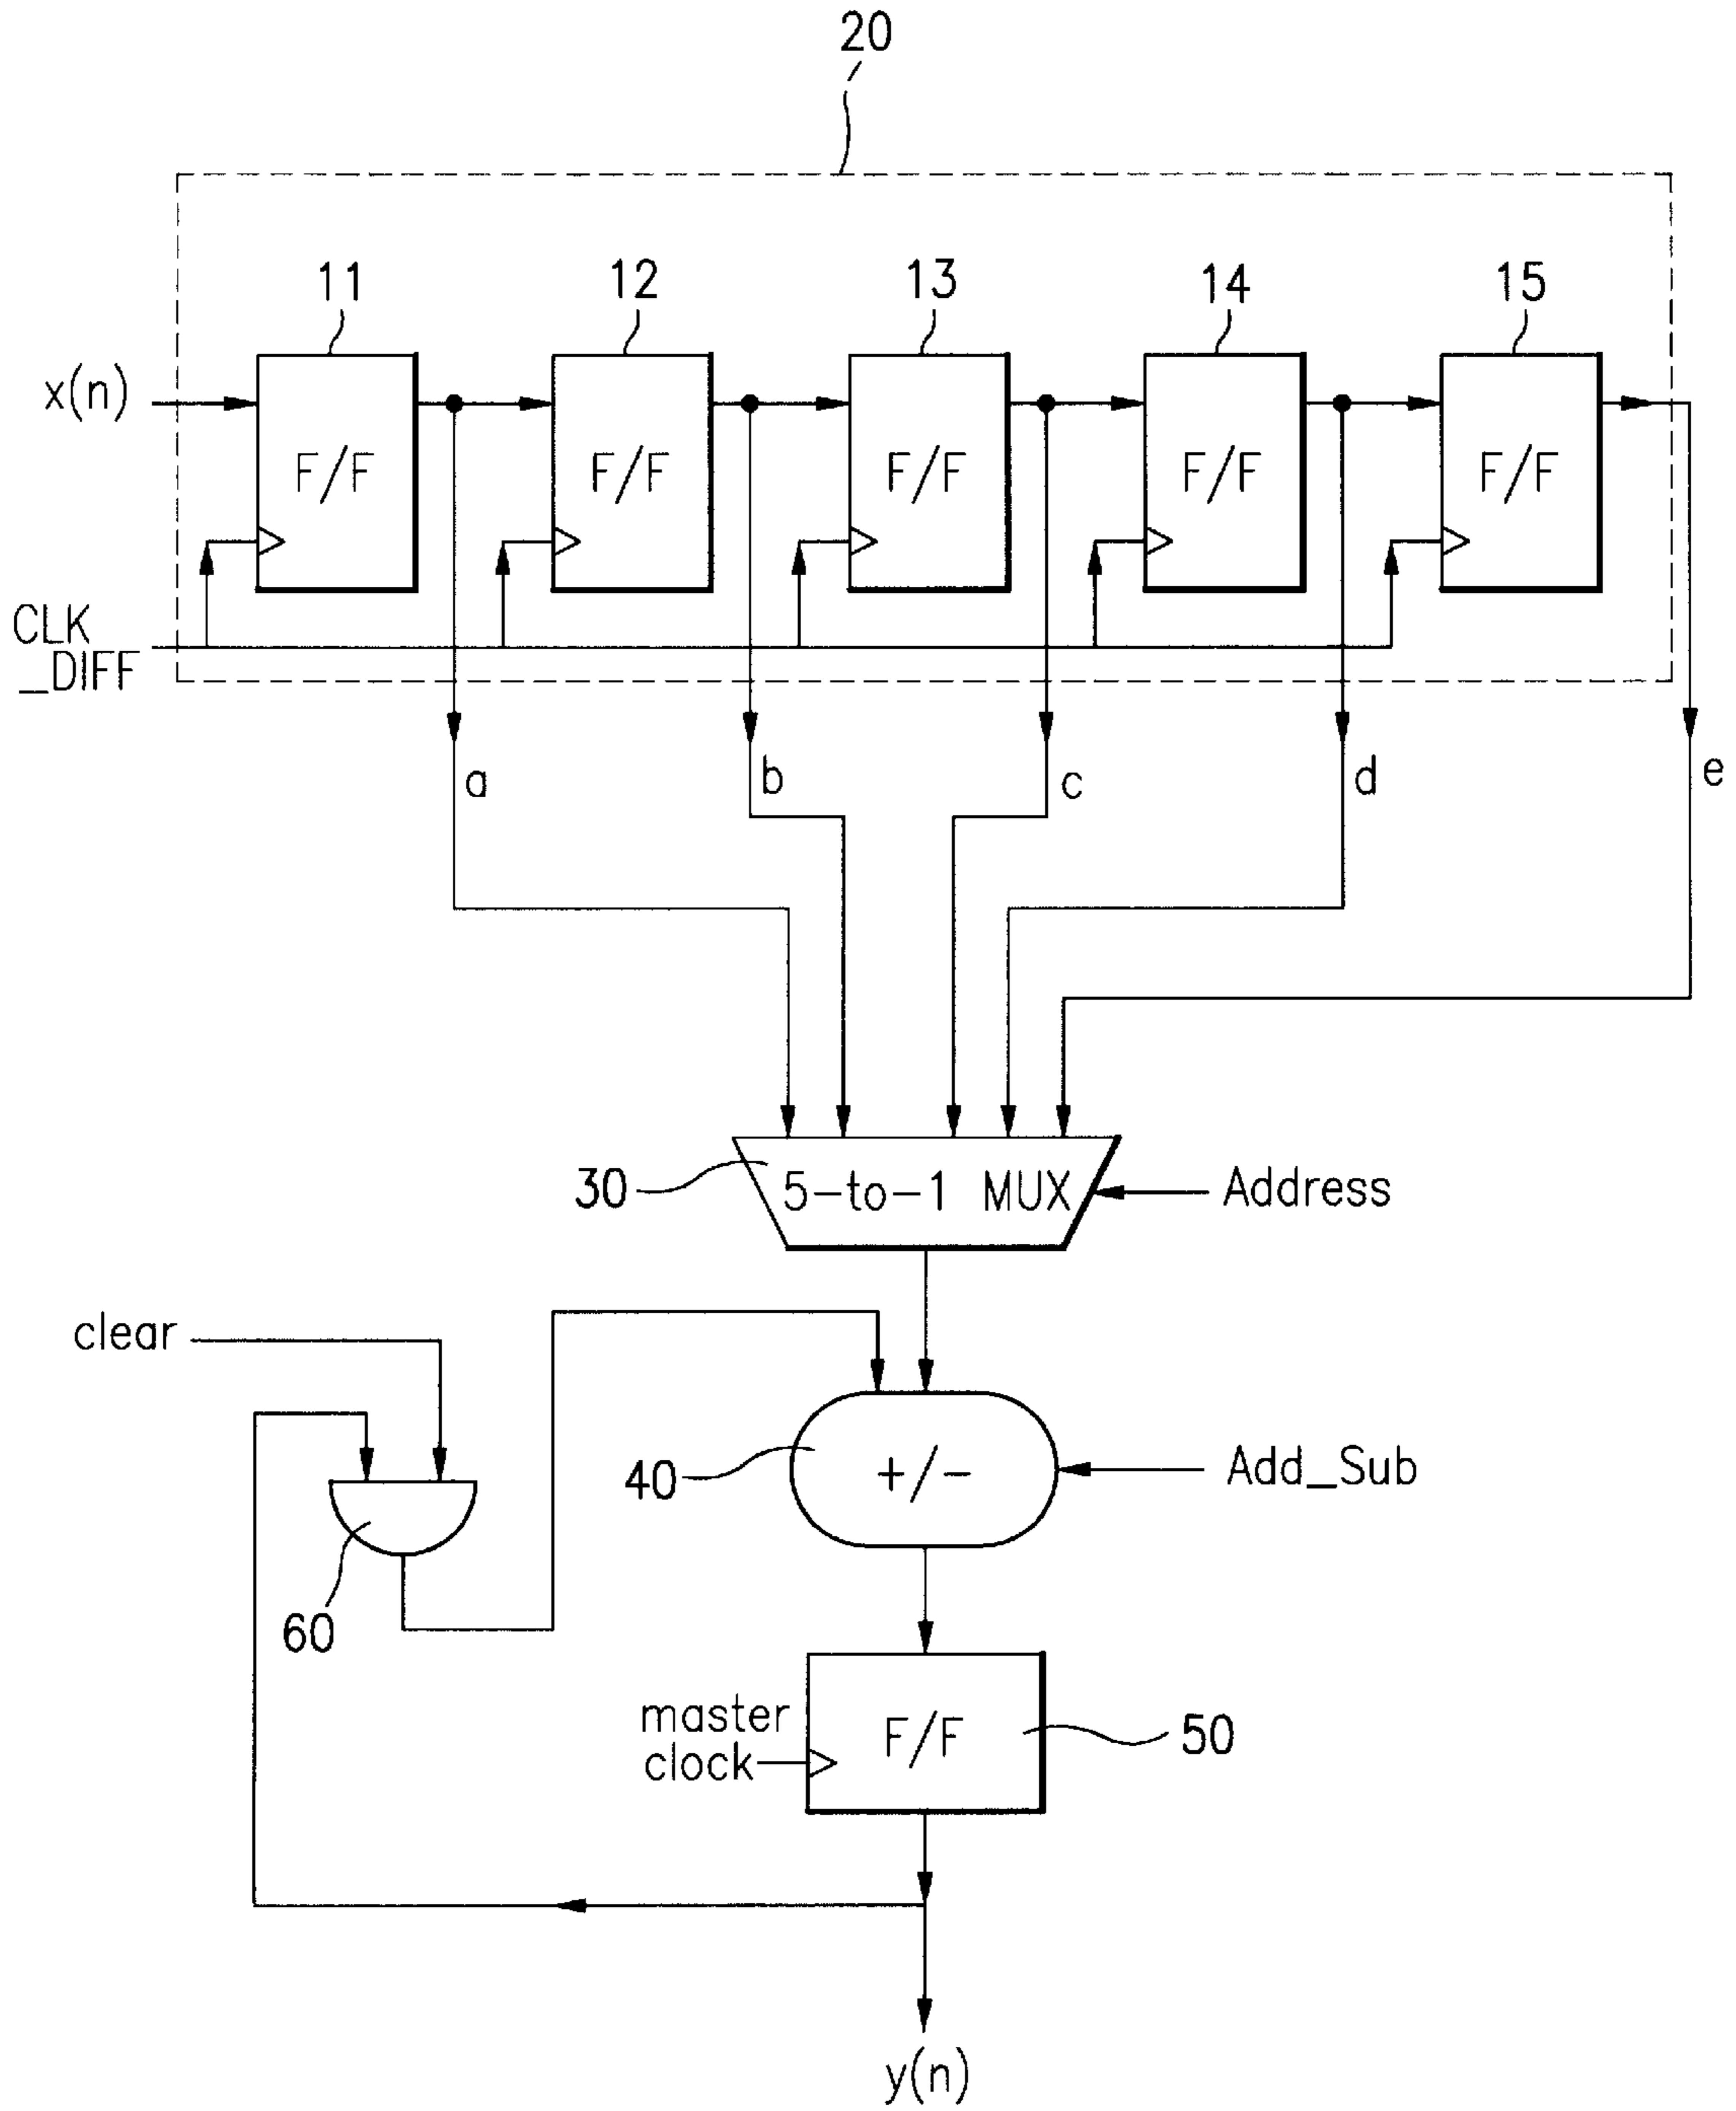 20
11 12 13 14 15
x(n)
F/F F/F F/F F/F F/F
CLK
_DIFF
a b c d e
30 5-to-1 MUX Address
clear
40 +/- Add_Sub
60
master
clock
F/F 50
y(n)